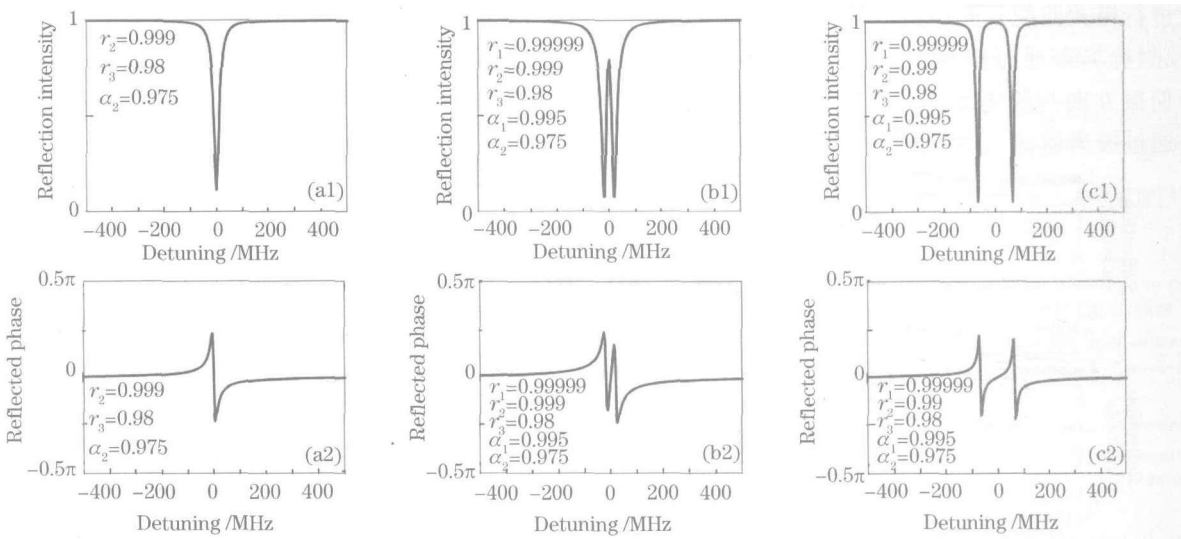 1
r₂=0.999
r₃=0.98
α₂=0.975
Reflection intensity
(a1)
0
−400 −200 0 200 400
Detuning /MHz
1
r₁=0.99999
r₂=0.999
r₃=0.98
α₁=0.995
α₂=0.975
Reflection intensity
(b1)
0
−400 −200 0 200 400
Detuning /MHz
1
r₁=0.99999
r₂=0.99
r₃=0.98
α₁=0.995
α₂=0.975
Reflection intensity
(c1)
0
−400 −200 0 200 400
Detuning /MHz
0.5π
Reflected phase
0
r₂=0.999
r₃=0.98
α₂=0.975
(a2)
−0.5π
−400 −200 0 200 400
Detuning /MHz
0.5π
Reflected phase
0
r₁=0.99999
r₂=0.999
r₃=0.98
α₁=0.995
α₂=0.975
(b2)
−0.5π
−400 −200 0 200 400
Detuning /MHz
0.5π
Reflected phase
0
r₁=0.99999
r₂=0.99
r₃=0.98
α₁=0.995
α₂=0.975
(c2)
−0.5π
−400 −200 0 200 400
Detuning /MHz